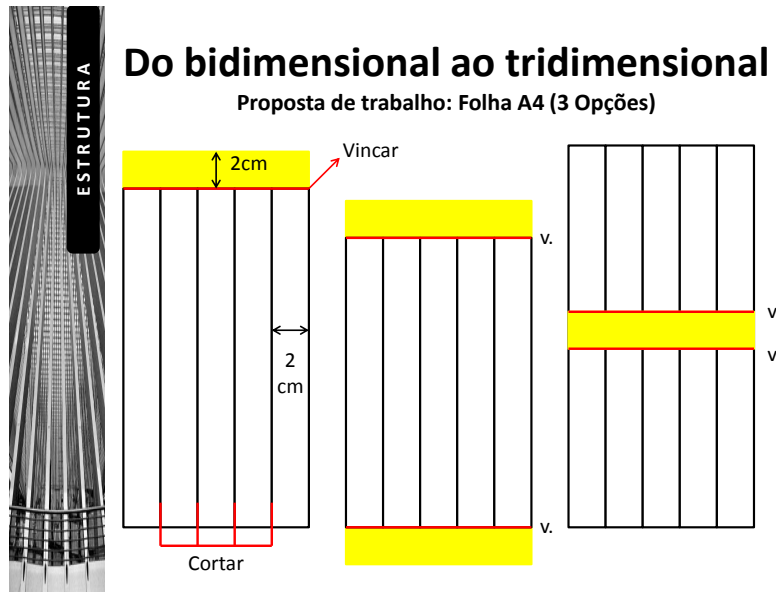 ESTRUTURA
Do bidimensional ao tridimensional
Proposta de trabalho: Folha A4 (3 Opções)
2cm
Vincar
v.
v
v
2
cm
v.
Cortar